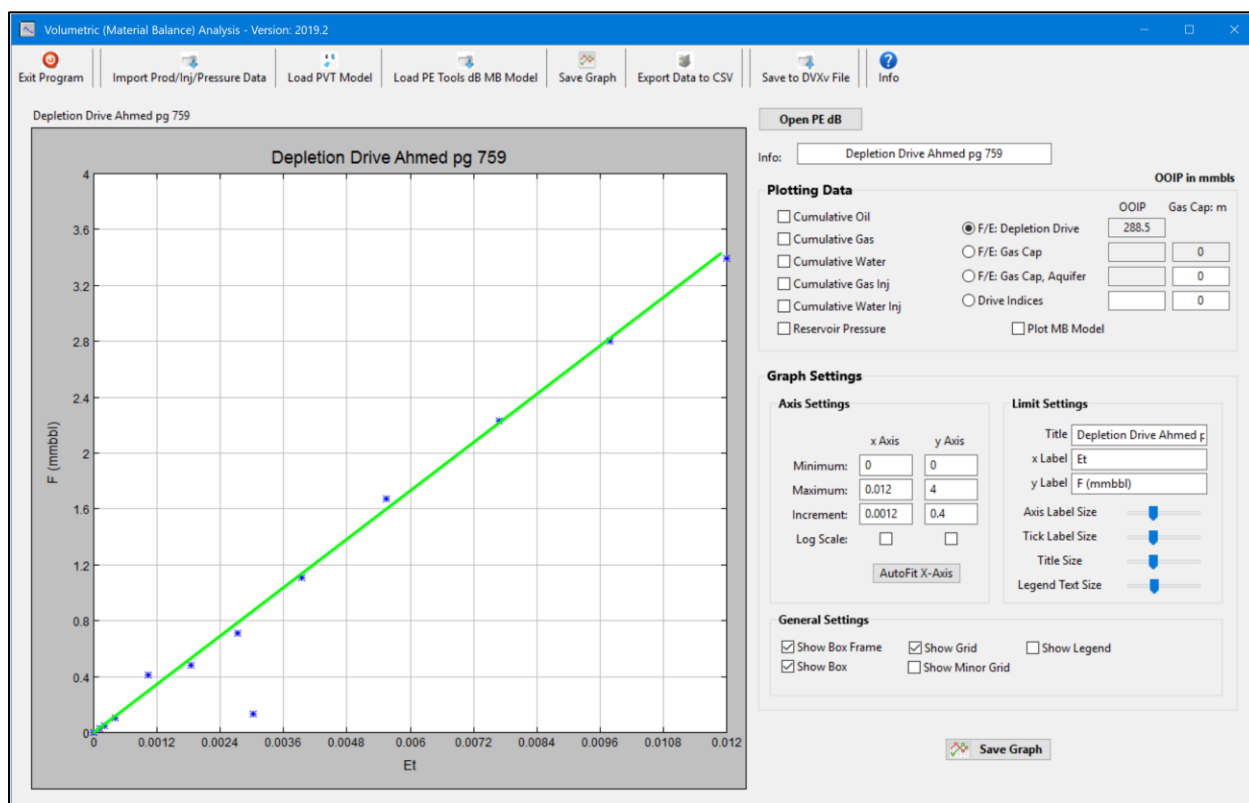 Volumetric (Material Balance) Analysis - Version: 2019.2
Exit Program Import Prod/Inj/Pressure Data Load PVT Model Load PE Tools dB MB Model Save Graph Export Data to CSV Save to DVXv File Info
Depletion Drive Ahmed pg 759
Depletion Drive Ahmed pg 759
4
3.6
3.2
2.8
2.4
2
1.6
1.2
0.8
0.4
0
F (mmbbl)
0 0.0012 0.0024 0.0036 0.0048 0.006 0.0072 0.0084 0.0096 0.0108 0.012
Et
Open PE dB
Info: Depletion Drive Ahmed pg 759
OOIP in mmbls
Plotting Data
OOIP Gas Cap: m
Cumulative Oil
Cumulative Gas
Cumulative Water
Cumulative Gas Inj
Cumulative Water Inj
Reservoir Pressure
F/E: Depletion Drive 288.5
F/E: Gas Cap 0
F/E: Gas Cap, Aquifer 0
Drive Indices 0
Plot MB Model
Graph Settings
Axis Settings
x Axis y Axis
Minimum: 0 0
Maximum: 0.012 4
Increment: 0.0012 0.4
Log Scale:
AutoFit X-Axis
Limit Settings
Title Depletion Drive Ahmed p
x Label Et
y Label F (mmbbl)
Axis Label Size
Tick Label Size
Title Size
Legend Text Size
General Settings
Show Box Frame Show Grid Show Legend
Show Box Show Minor Grid
Save Graph